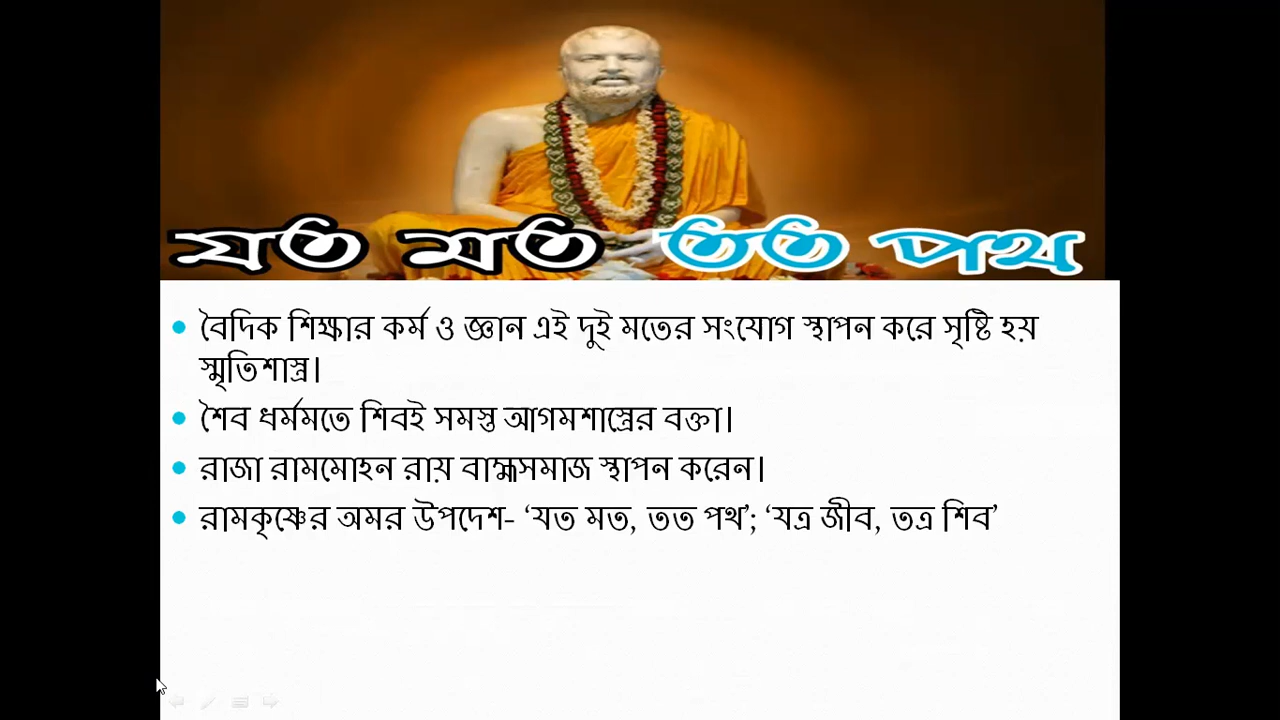 যত মত তত পথ
• বৈদিক শিক্ষার কর্ম ও জ্ঞান এই দুই মতের সংযোগ স্থাপন করে সৃষ্টি হয়
স্মৃতিশাস্ত্র।
• শৈব ধর্মমতে শিবই সমস্ত আগমশাস্ত্রের বক্তা।
• রাজা রামমোহন রায় বাহ্মসমাজ স্থাপন করেন।
• রামকৃষ্ণের অমর উপদেশ- ‘যত মত, তত পথ’; ‘যত্র জীব, তত্র শিব’